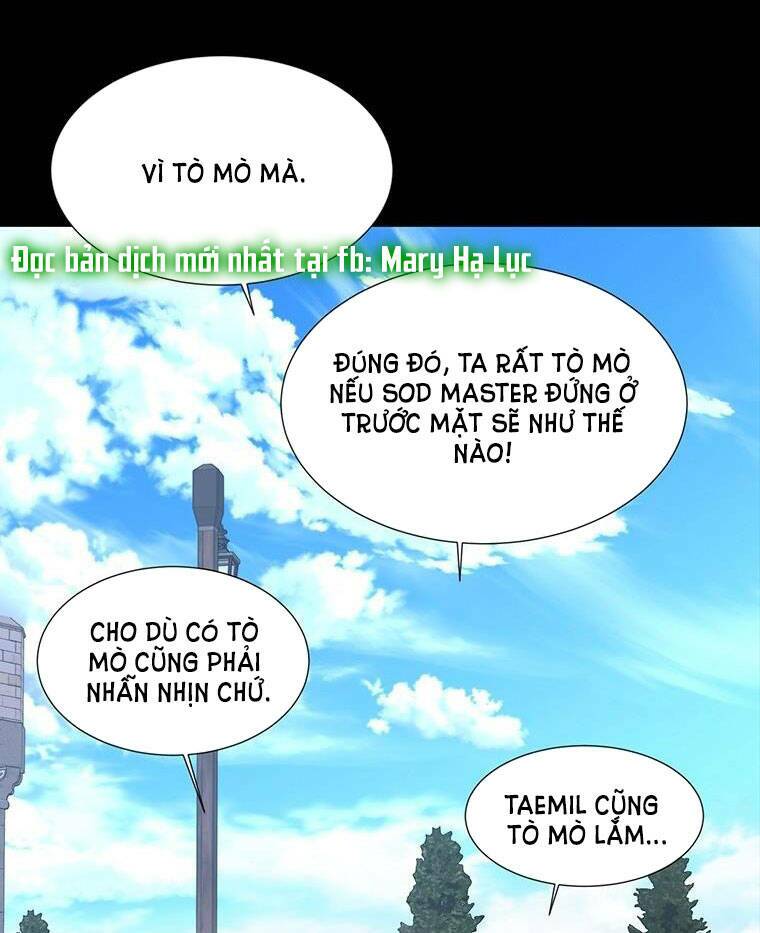 VÌ TÒ MÒ MÀ.
Đọc bản dịch mới nhất tại fb: Mary Hạ Lục
ĐÚNG ĐÓ, TA RẤT TÒ MÒ
NẾU SOD MASTER ĐỨNG Ở
TRƯỚC MẶT SẼ NHƯ THẾ
NÀO!
CHO DÙ CÓ TÒ
MÒ CŨNG PHẢI
NHẪN NHỊN CHỨ.
TAEMIL CŨNG
TÒ MÒ LẮM...